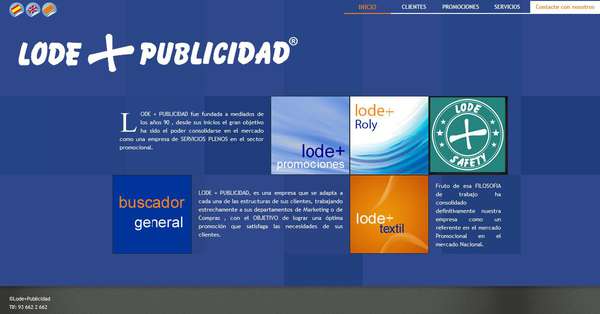 INICIO CLIENTES PROMOCIONES SERVICIOS Contacte con nosotros
LODE + PUBLICIDAD®
LODE + PUBLICIDAD fue fundada a mediados de
los años 90 , desde sus inicios el gran objetivo
ha sido el poder consolidarse en el mercado
como una empresa de SERVICIOS PLENOS en el sector
promocional.
lode+
promociones
lode+
Roly
LODE
+
SAFETY
buscador
general
LODE + PUBLICIDAD, es una empresa que se adapta a
cada una de las estructuras de sus clientes, trabajando
estrechamente a sus departamentos de Marketing o de
Compras , con el OBJETIVO de lograr una óptima
promoción que satisfaga las necesidades de sus
clientes.
lode+
textil
Fruto de esa FILOSOFIA
de trabajo ha
consolidado
definitivamente nuestra
empresa como un
referente en el mercado
Promocional en el
mercado Nacional.
©Lode+Publicidad
Tlf: 93 662 2 662